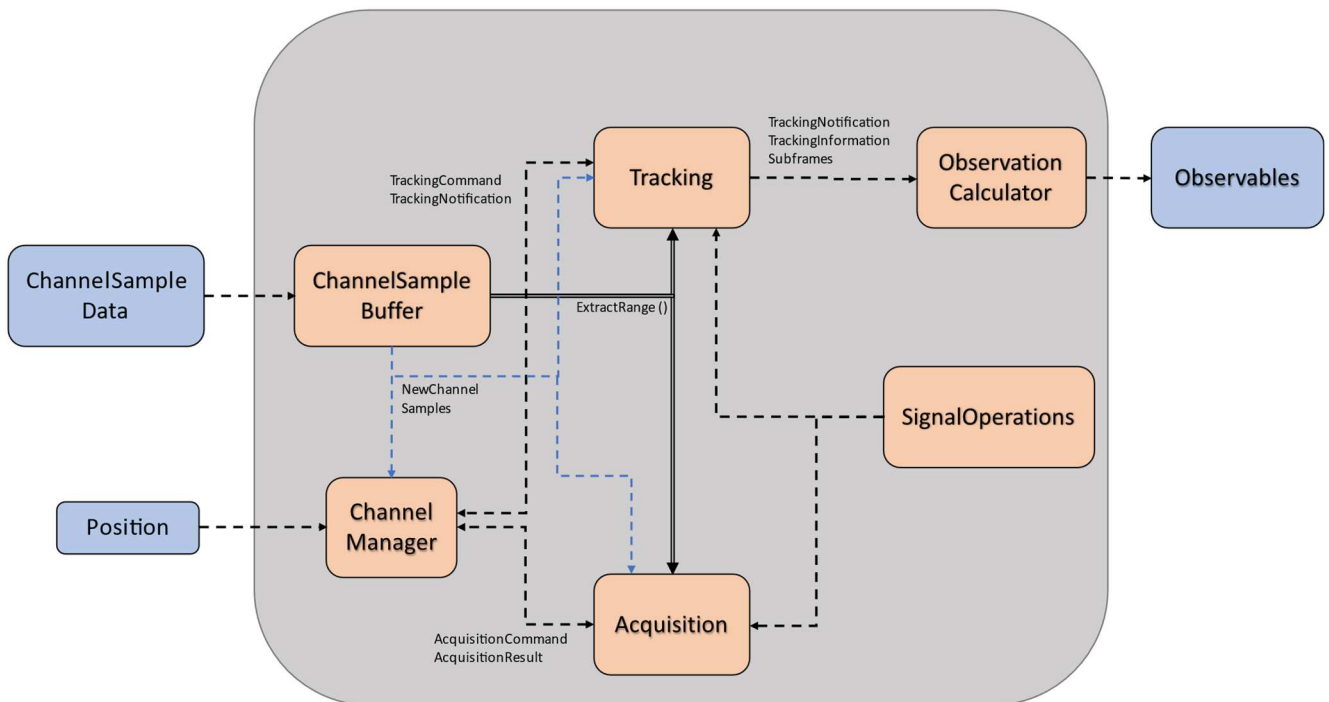 TrackingNotification
TrackingInformation
Subframes
TrackingCommand
TrackingNotification
Tracking
Observation
Calculator
Observables
ChannelSample
Data
ChannelSample
Buffer
ExtractRange ()
NewChannel
Samples
SignalOperations
Position
Channel
Manager
Acquisition
AcquisitionCommand
AcquisitionResult